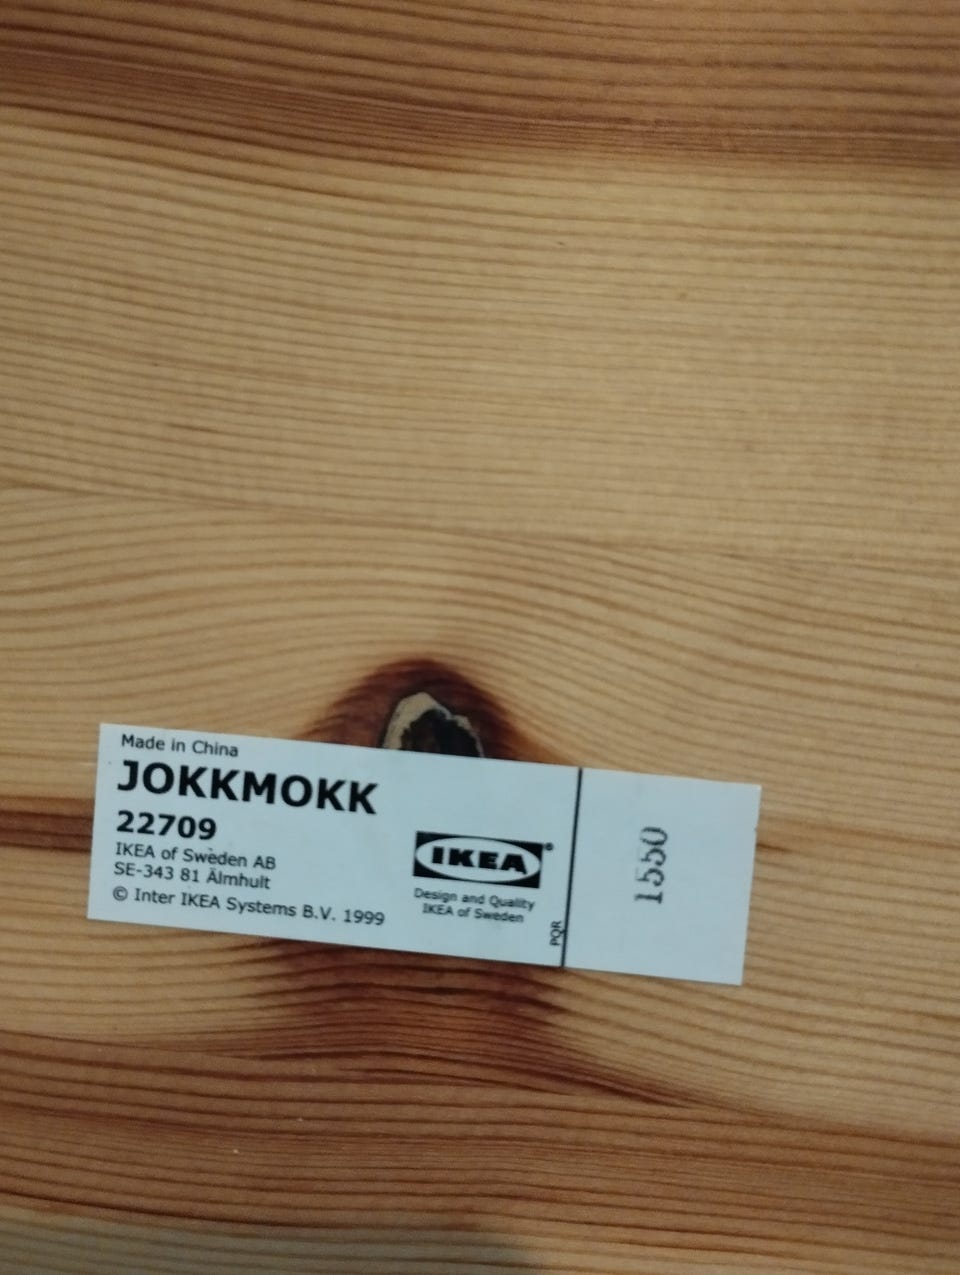 Made in China
JOKKMOKK
22709
IKEA of Sweden AB
SE-343 81 Älmhult
© Inter IKEA Systems B.V. 1999
IKEA®
Design and Quality
IKEA of Sweden
PQR
1550